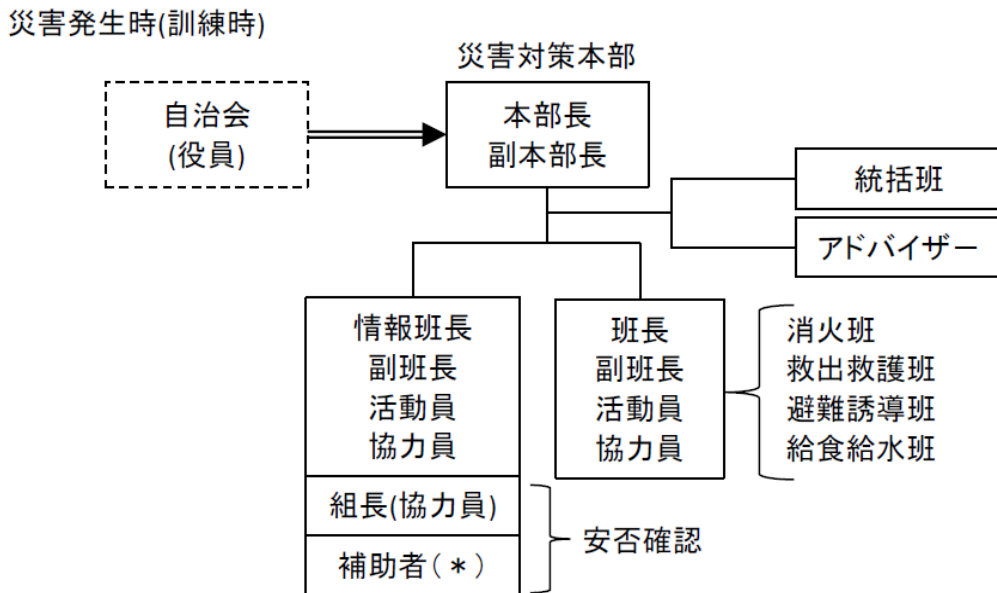 災害発生時(訓練時)
災害対策本部
自治会
(役員)
本部長
副本部長
統括班
アドバイザー
情報班長
副班長
活動員
協力員
組長(協力員)
補助者(＊)
安否確認
班長
副班長
活動員
協力員
消火班
救出救護班
避難誘導班
給食給水班